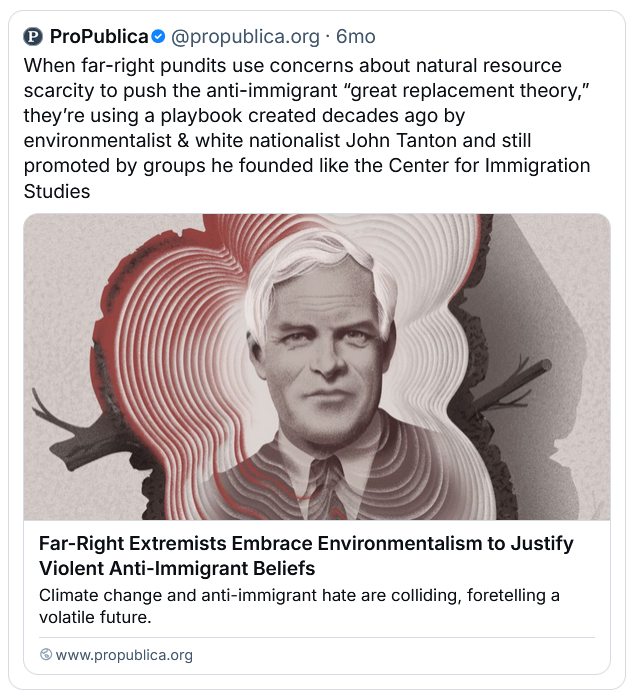 ProPublica @propublica.org · 6mo
When far-right pundits use concerns about natural resource
scarcity to push the anti-immigrant “great replacement theory,”
they’re using a playbook created decades ago by
environmentalist & white nationalist John Tanton and still
promoted by groups he founded like the Center for Immigration
Studies
Far-Right Extremists Embrace Environmentalism to Justify
Violent Anti-Immigrant Beliefs
Climate change and anti-immigrant hate are colliding, foretelling a
volatile future.
www.propublica.org